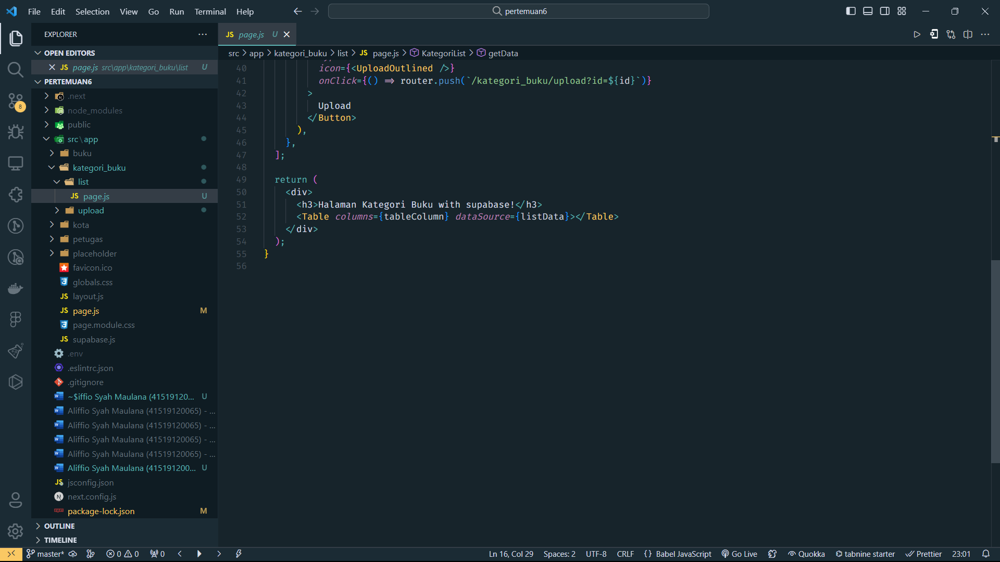 File Edit Selection View Go Run Terminal Help
pertemuan6
EXPLORER
OPEN EDITORS
JS page.js src\app\kategori_buku\list U
PERTEMUAN6
.next
node_modules
public
src\app
buku
kategori_buku
list
JS page.js U
upload
kota
petugas
placeholder
favicon.ico
globals.css
JS layout.js
JS page.js M
page.module.css
JS supabase.js
.env
.eslintrc.json
.gitignore
~$iffio Syah Maulana (41519120... U
Aliffio Syah Maulana (41519120065) - ...
Aliffio Syah Maulana (41519120065) - ...
Aliffio Syah Maulana (41519120065) - ...
Aliffio Syah Maulana (41519120065) - ...
Aliffio Syah Maulana (415191200... U
jsconfig.json
next.config.js
package-lock.json M
OUTLINE
TIMELINE
JS page.js U
src > app > kategori_buku > list > JS page.js > KategoriList > getData
40 icon={<UploadOutlined />}
41 onClick={() => router.push(`/kategori_buku/upload?id=${id}`)}
42 >
43 Upload
44 </Button>
45 ),
46 },
47 ];
48
49 return (
50 <div>
51 <h3>Halaman Kategori Buku with supabase!</h3>
52 <Table columns={tableColumn} dataSource={listData}></Table>
53 </div>
54 );
55 }
56
8
master* 0 0 0 Ln 16, Col 29 Spaces: 2 UTF-8 CRLF {} Babel JavaScript Go Live Quokka tabnine starter Prettier 23:01